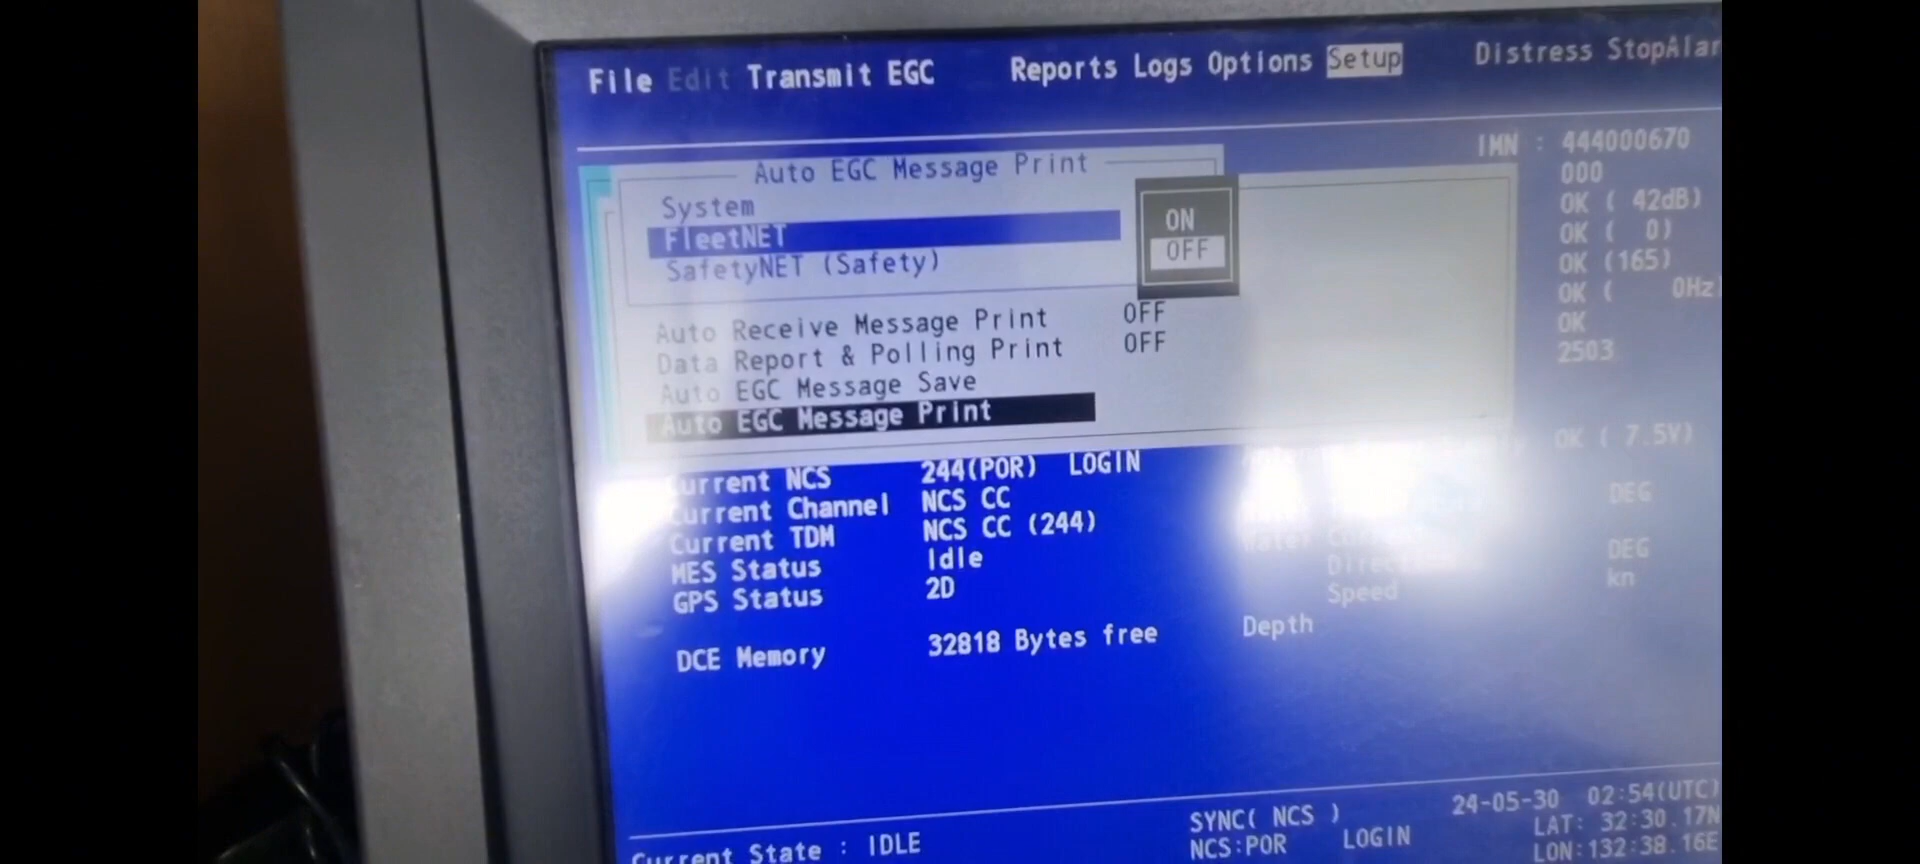 File Edit Transmit EGC Reports Logs Options Setup Distress StopAlar
IMN : 444000670
Auto EGC Message Print
000
System
ON
OK ( 42dB)
FleetNET
OFF
OK ( 0)
SafetyNET (Safety)
OK (165)
OK ( 0Hz)
Auto Receive Message Print OFF
OK
Data Report & Polling Print OFF
2503
Auto EGC Message Save
Auto EGC Message Print
OK ( 7.5V)
Current NCS 244(POR) LOGIN
Current Channel NCS CC
DEG
Current TDM NCS CC (244)
MES Status Idle
Direc
DEG
GPS Status 2D
Speed kn
DCE Memory 32818 Bytes free
Depth
Current State : IDLE
SYNC( NCS )
NCS:POR LOGIN
24-05-30 02:54(UTC)
LAT: 32:30.17N
LON:132:38.16E